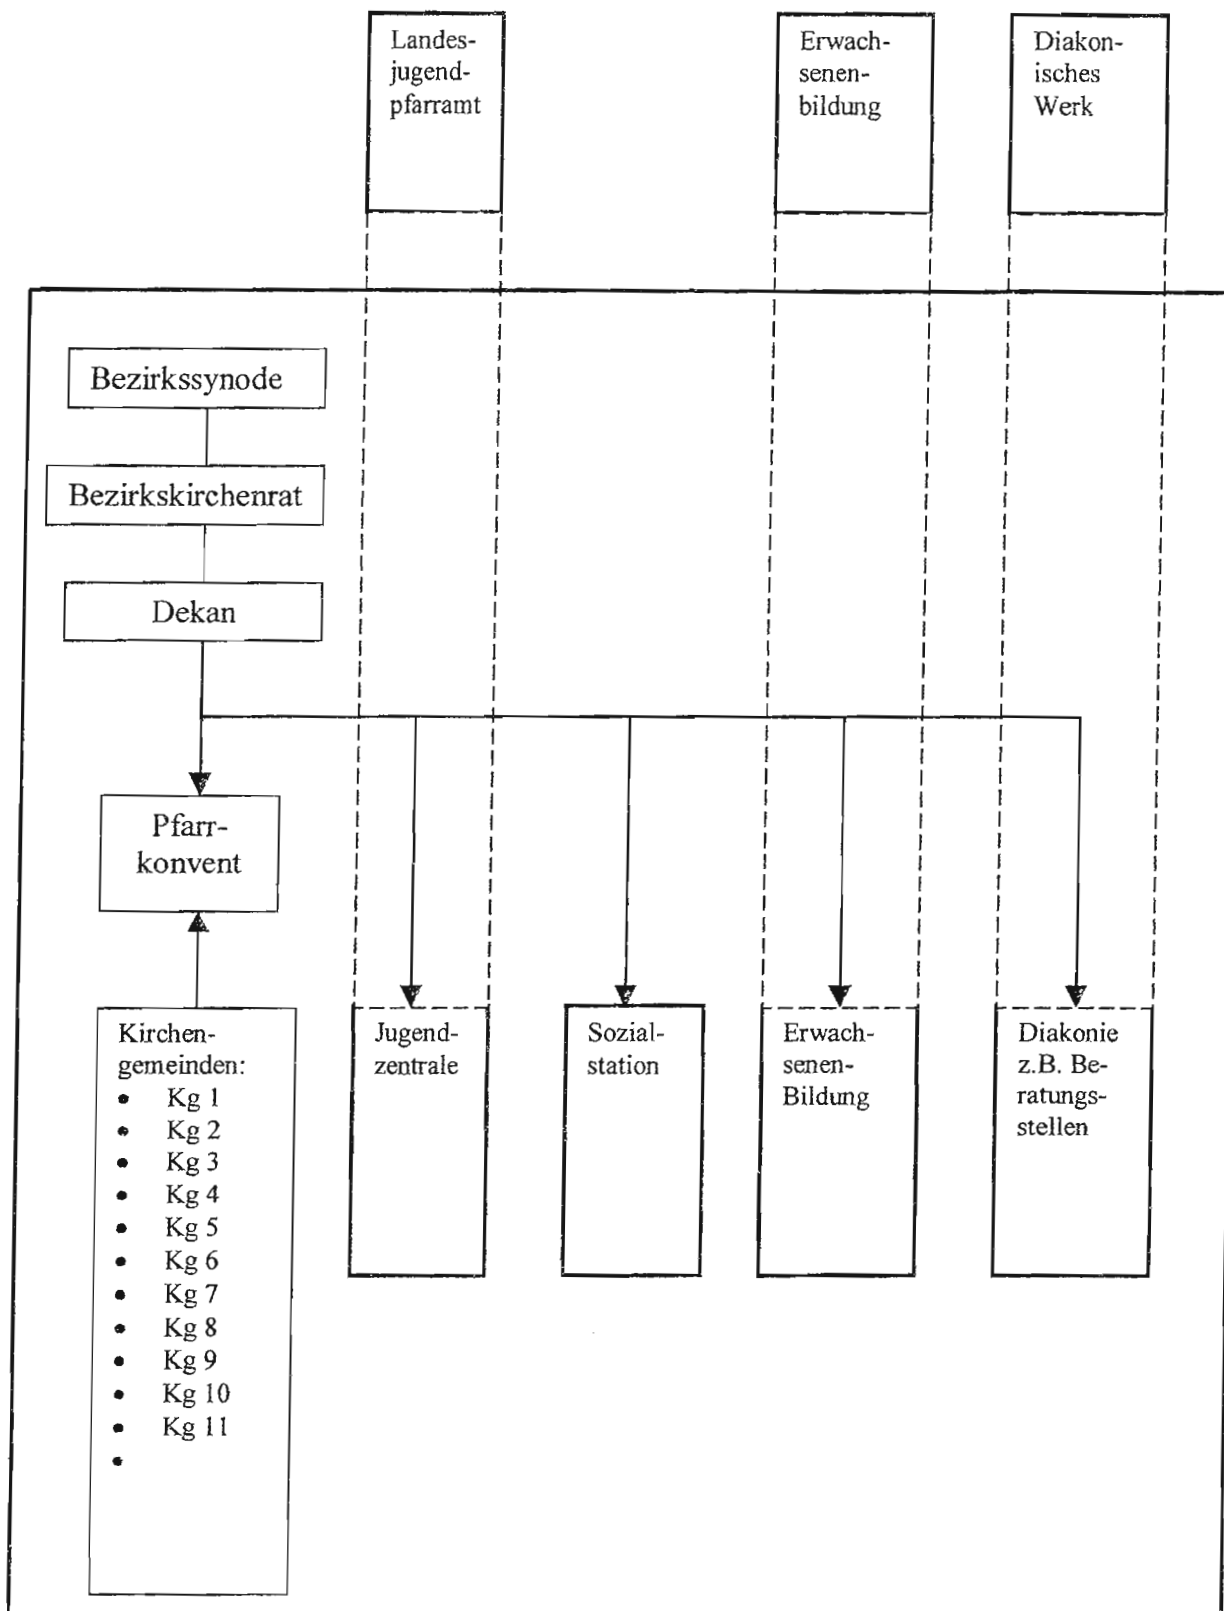 Landes-
jugend-
pfarramt
Erwach-
senen-
bildung
Diakon-
isches
Werk
Bezirkssynode
Bezirkskirchenrat
Dekan
Pfarr-
konvent
Kirchen-
gemeinden:
• Kg 1
• Kg 2
• Kg 3
• Kg 4
• Kg 5
• Kg 6
• Kg 7
• Kg 8
• Kg 9
• Kg 10
• Kg 11
•
Jugend-
zentrale
Sozial-
station
Erwach-
senen-
Bildung
Diakonie
z.B. Be-
ratungs-
stellen